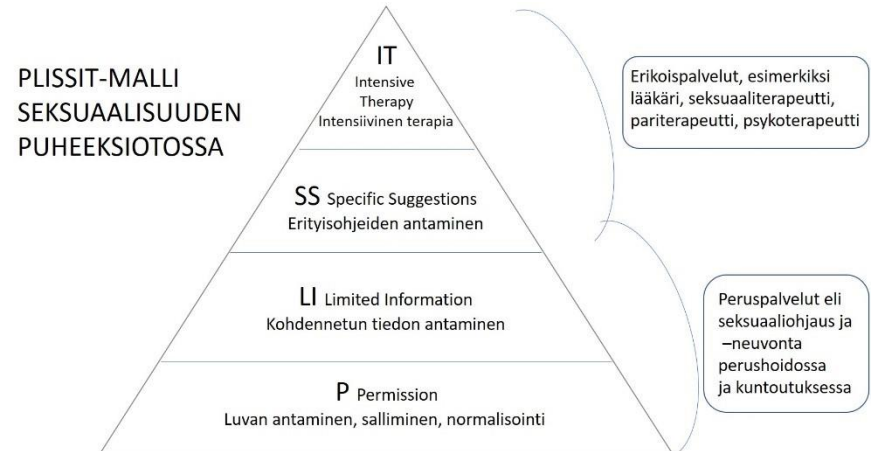 PLISSIT-MALLI
SEKSUAALISUUDEN
PUHEEKSIOTOSSA
IT
Intensive
Therapy
Intensiivinen terapia
Erikoispalvelut, esimerkiksi
lääkäri, seksuaaliterapeutti,
pariterapeutti, psykoterapeutti
SS Specific Suggestions
Erityisohjeiden antaminen
LI Limited Information
Kohdennetun tiedon antaminen
Peruspalvelut eli
seksuaaliohjaus ja
–neuvonta
perushoidossa
ja kuntoutuksessa
P Permission
Luvan antaminen, salliminen, normalisointi